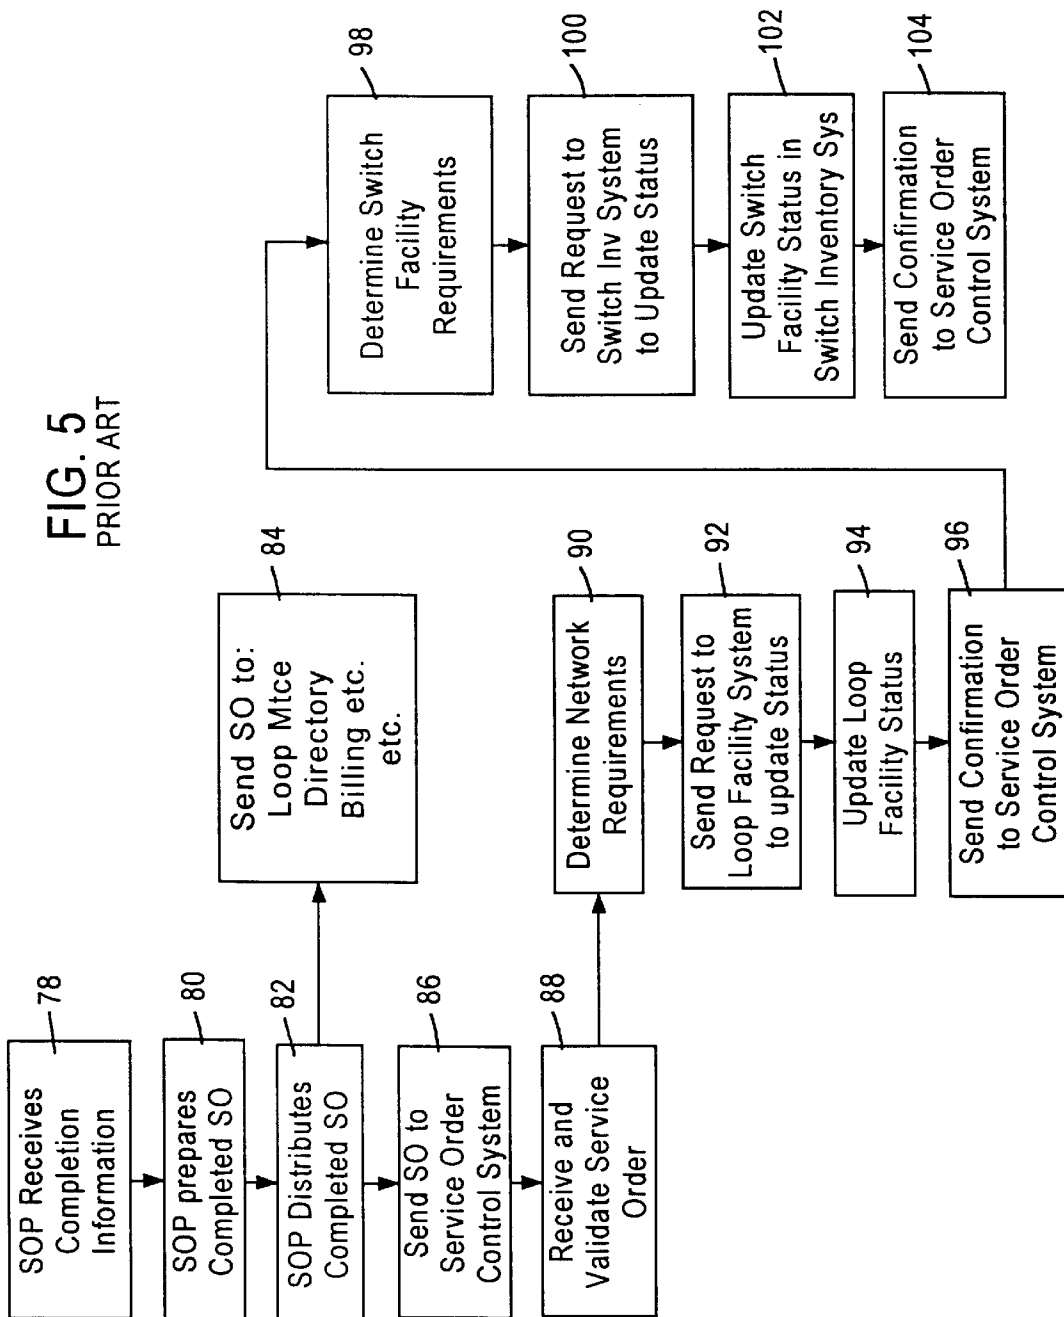 FIG. 5
PRIOR ART
78
SOP Receives
Completion
Information
80
SOP prepares
Completed SO
82
SOP Distributes
Completed SO
84
Send SO to:
Loop Mtce
Directory
Billing etc.
etc.
86
Send SO to
Service Order
Control System
88
Receive and
Validate Service
Order
90
Determine Network
Requirements
92
Send Request to
Loop Facility System
to update Status
94
Update Loop
Facility Status
96
Send Confirmation
to Service Order
Control System
98
Determine Switch
Facility
Requirements
100
Send Request to
Switch Inv System
to Update Status
102
Update Switch
Facility Status in
Switch Inventory Sys
104
Send Confirmation
to Service Order
Control System